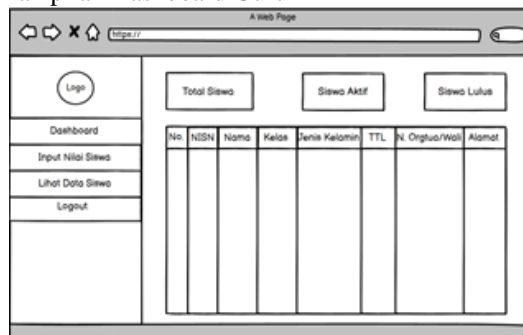 A Web Page
https://
Logo
Total Siswa
Siswa Aktif
Siswa Lulus
Dashboard
Input Nilai Siswa
Lihat Data Siswa
Logout
No. NISN Nama Kelas Jenis Kelamin TTL N. Orgtua/Wali Alamat